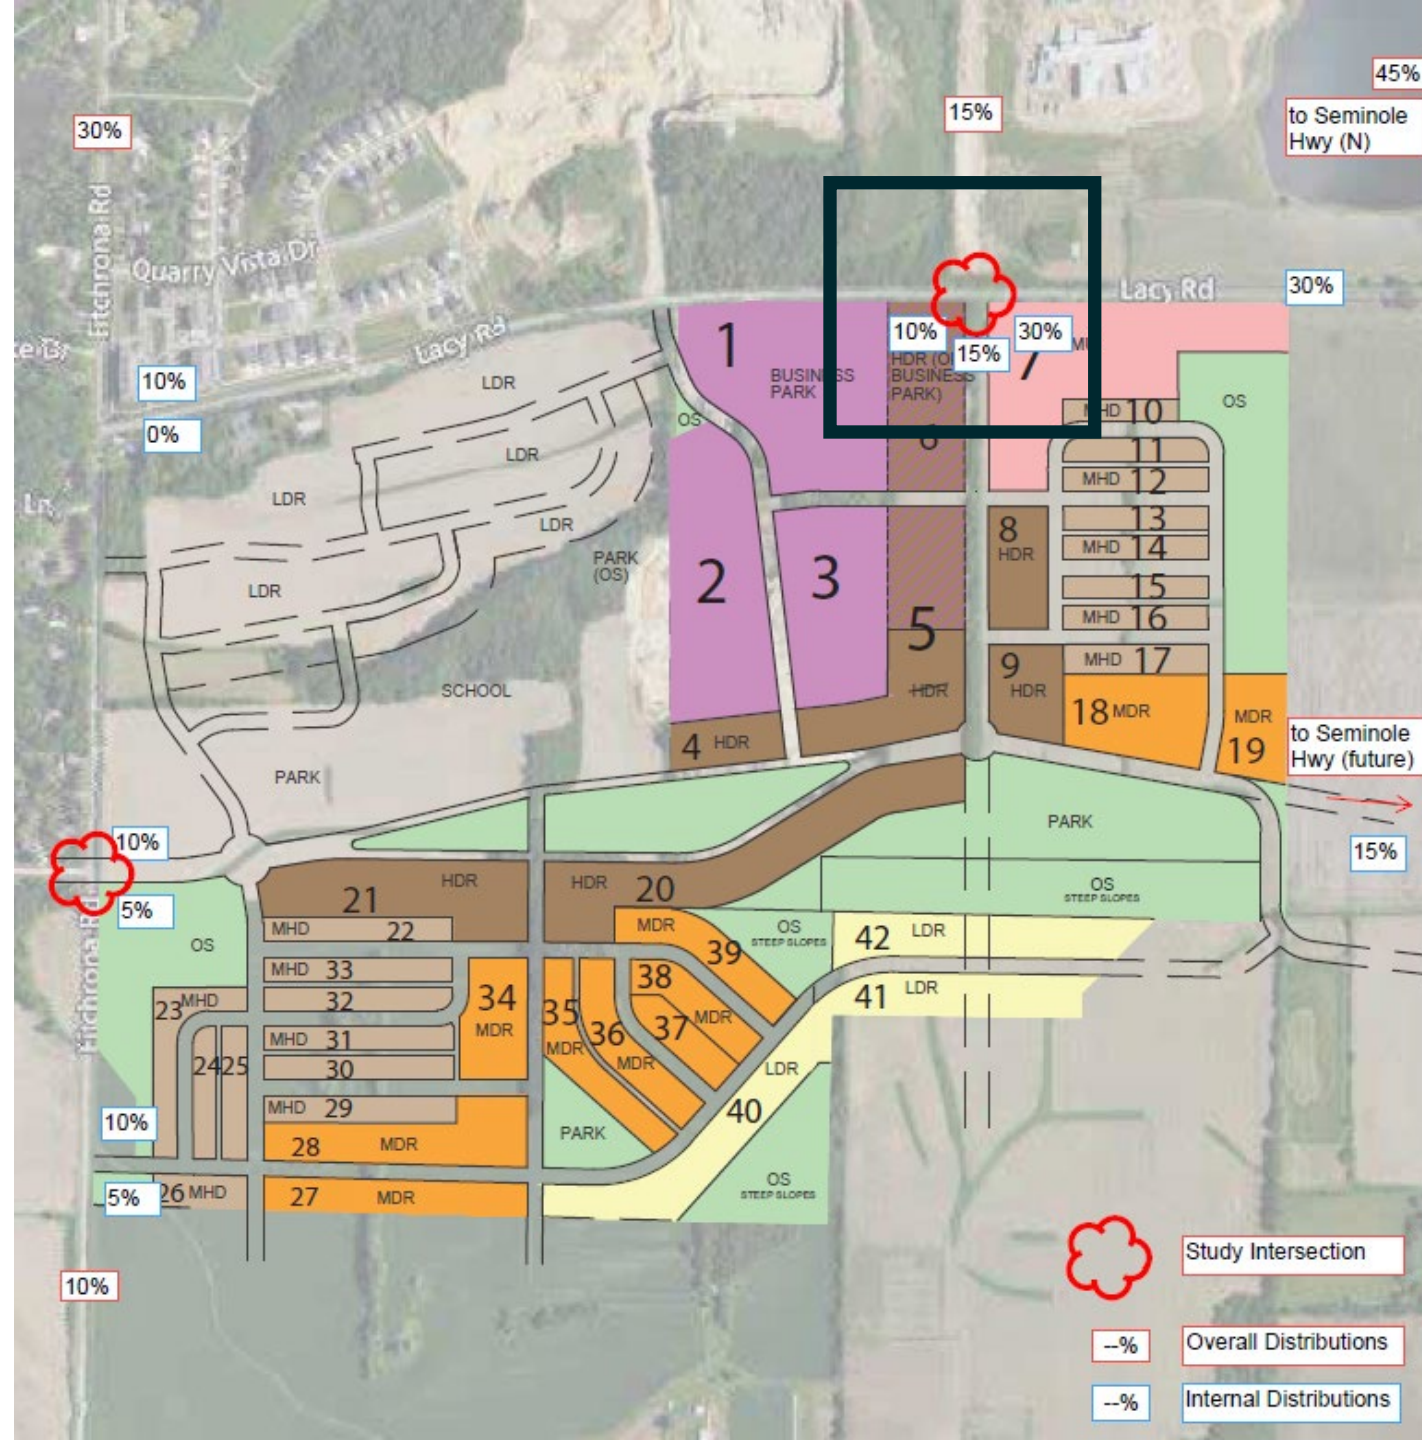 45%
15%
to Seminole
Hwy (N)
30%
Fitchrona Rd
Quarry Vista Dr
Lacy Rd
30%
Lacy Rd
10%
15%
30%
1
BUSINESS
PARK
HDR (O
BUSINESS
PARK)
6
7
MU
10%
0%
LDR
OS
MHD 10
OS
11
LDR
MHD 12
LDR
LDR
13
8
HDR
MHD 14
PARK
(OS)
2
3
15
LDR
5
MHD 16
9
MHD 17
SCHOOL
HDR
HDR
18 MDR
MDR
19
4 HDR
to Seminole
Hwy (future)
PARK
PARK
15%
10%
5%
HDR
HDR
20
21
OS
STEEP SLOPES
MHD
22
MDR
OS
STEEP SLOPES
42
LDR
OS
39
MHD 33
38
41
LDR
23
MHD
32
34
MDR
35
MDR
36
MDR
37
MDR
Fitchrona Rd
MHD 31
24
25
30
LDR
40
10%
MHD 29
28
MDR
PARK
5%
26 MHD
27
MDR
OS
STEEP SLOPES
10%
Study Intersection
--%
Overall Distributions
--%
Internal Distributions